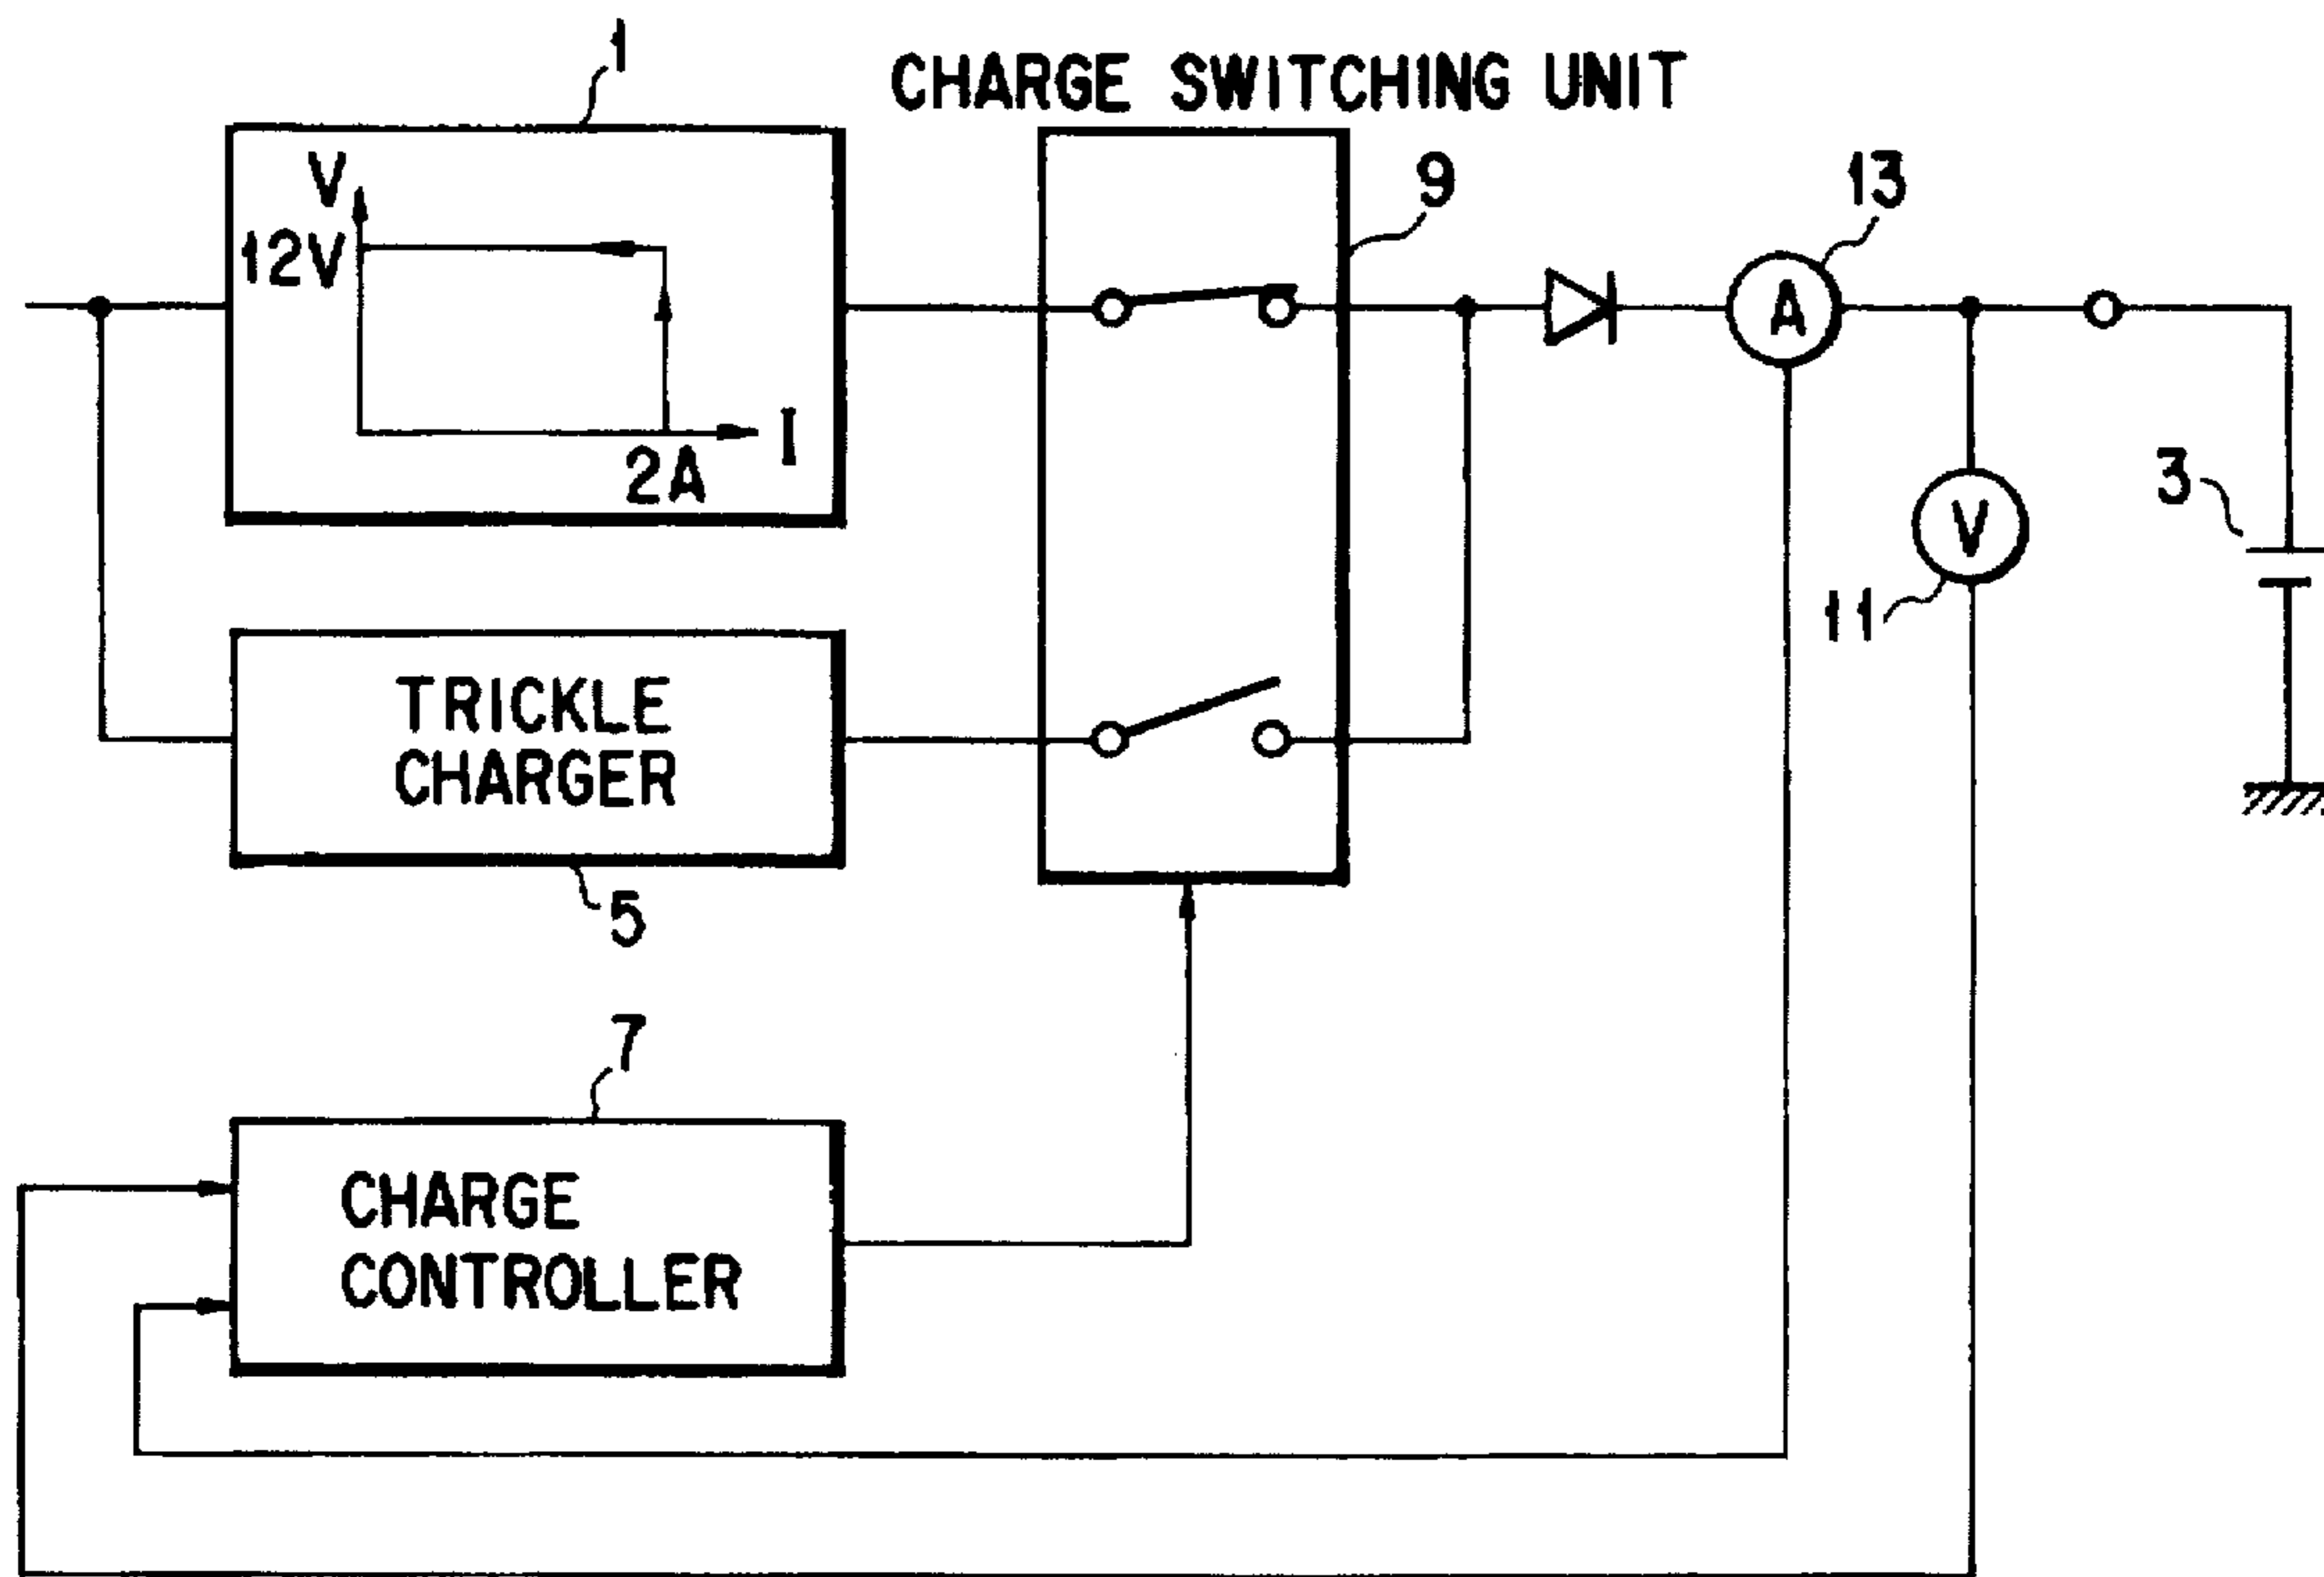 1
CHARGE SWITCHING UNIT
V
12V
9
13
A
I
2A
3
V
11
TRICKLE
CHARGER
5
7
CHARGE
CONTROLLER